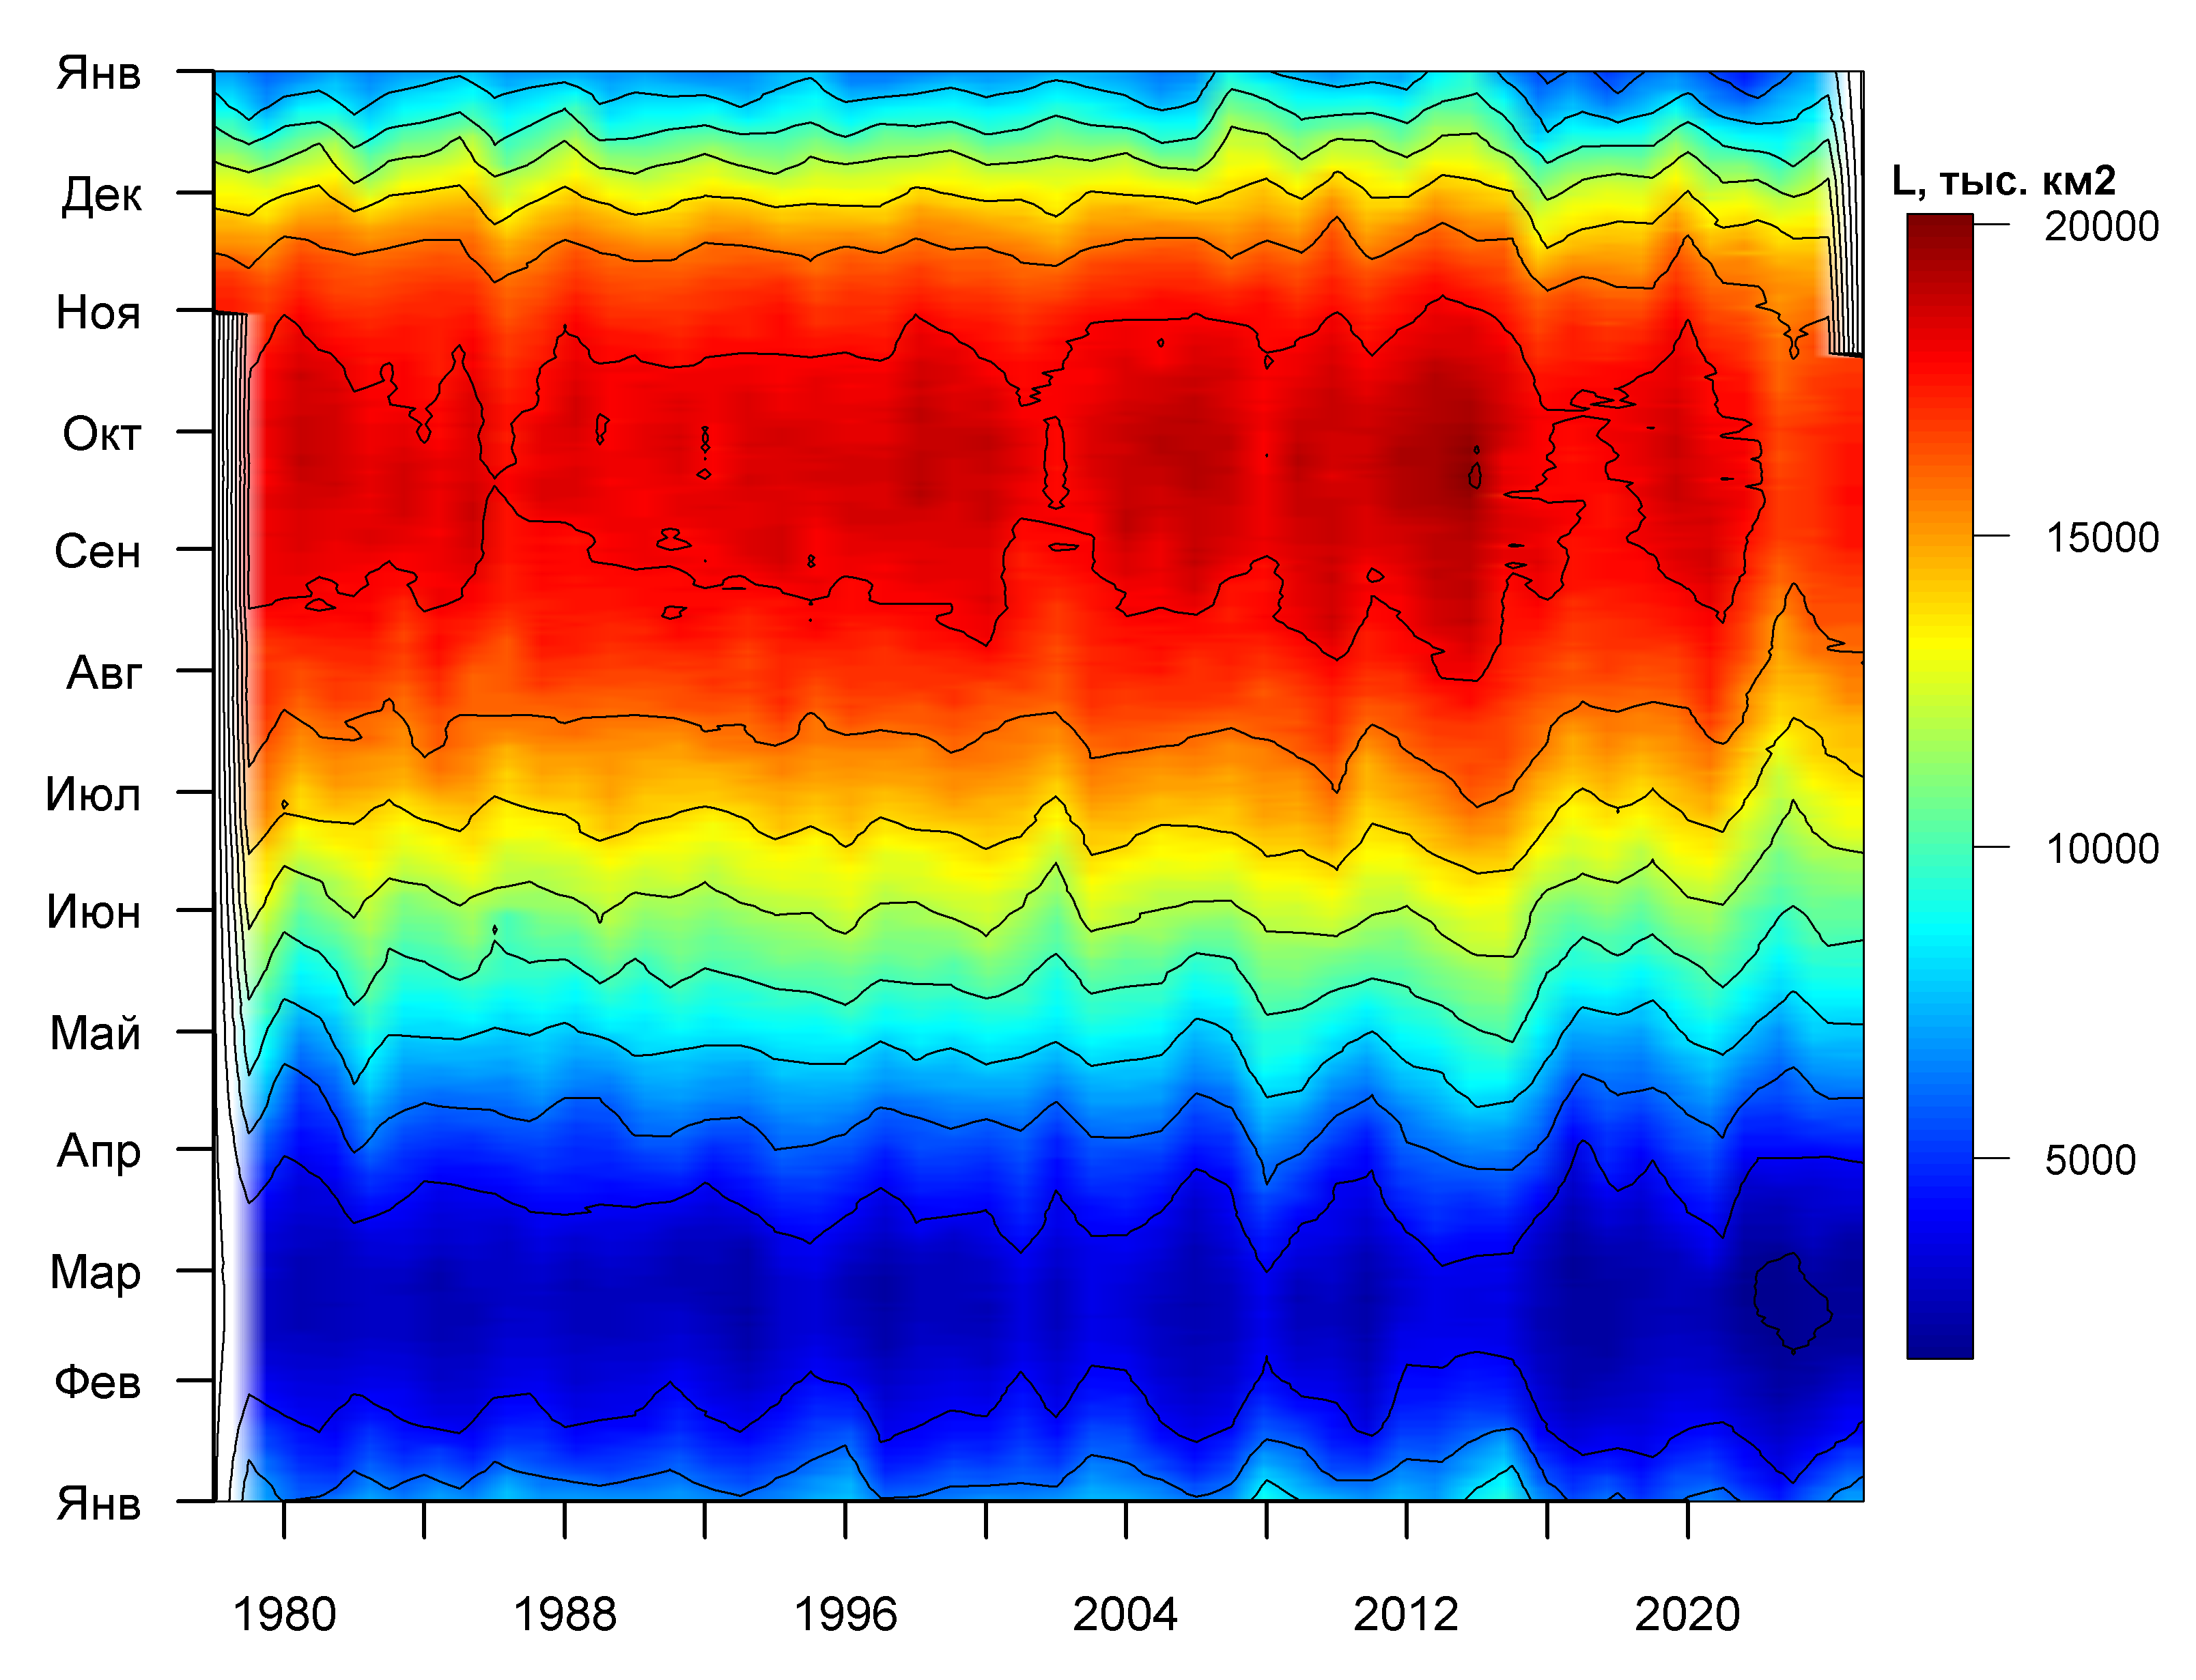 Янв
Дек
Ноя
Окт
Сен
Авг
Июл
Июн
Май
Апр
Мар
Фев
Янв
1980 1988 1996 2004 2012 2020
L, тыс. км2
20000
15000
10000
5000